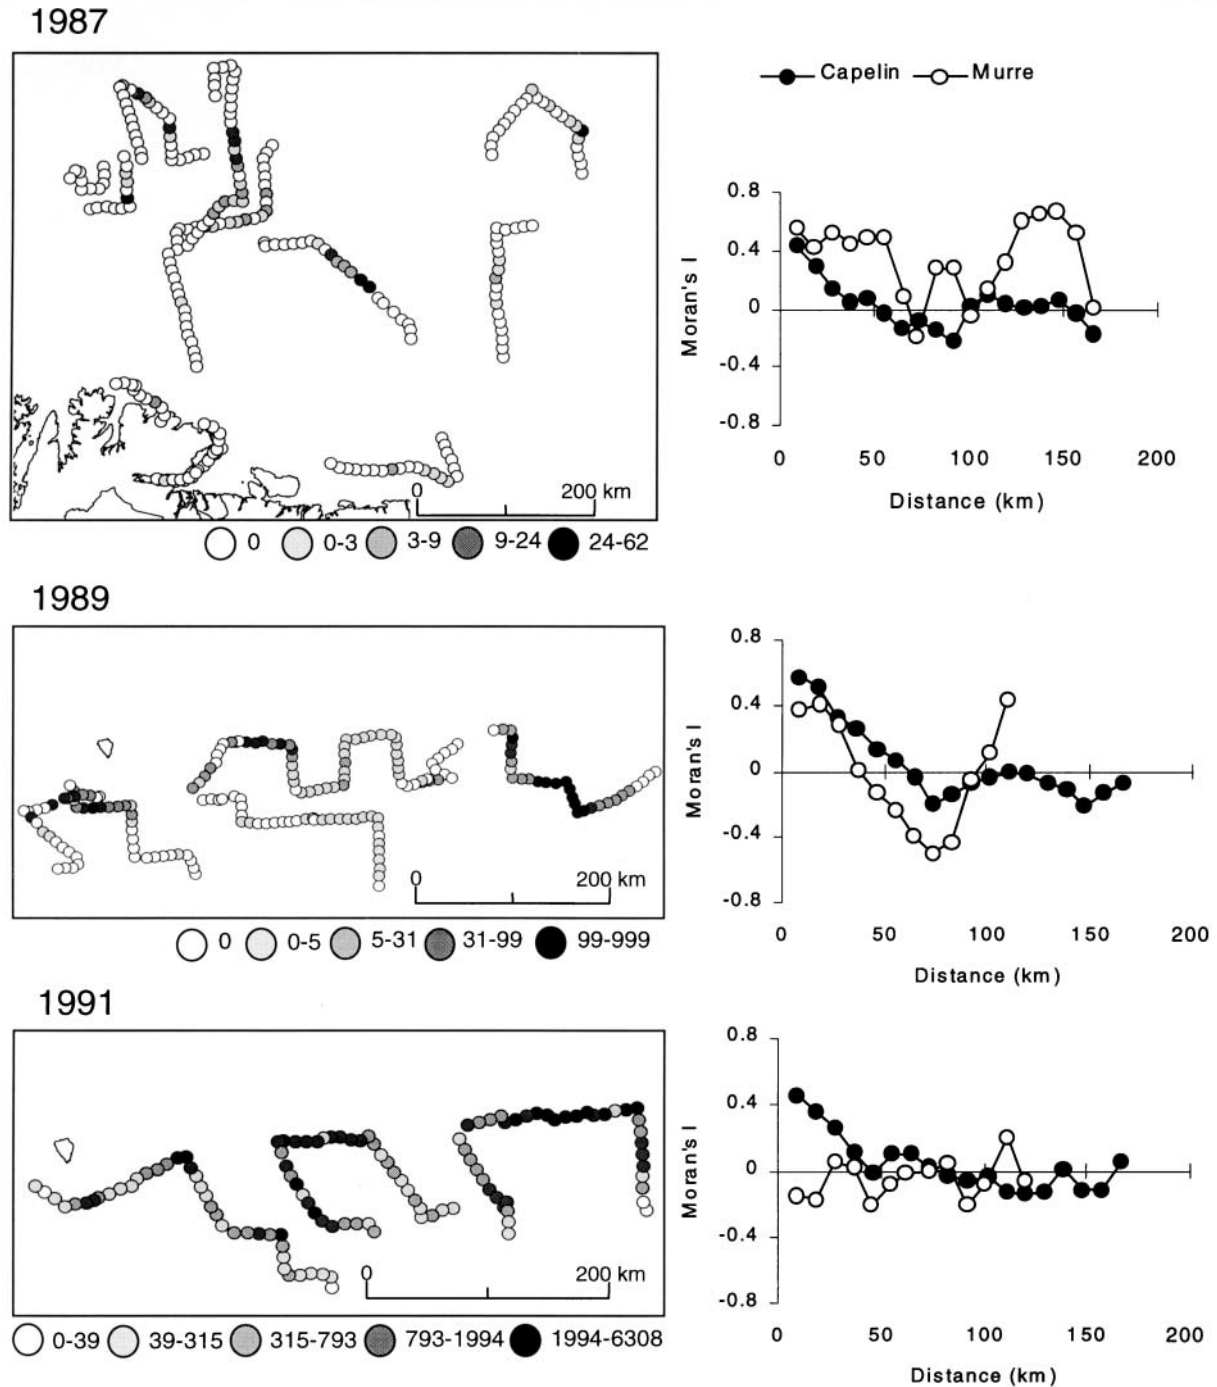 1987
Capelin Murre
0.8
0.4
0
-0.4
-0.8
Moran's I
0 50 100 150 200
Distance (km)
0 200 km
0 0-3 3-9 9-24 24-62
1989
0.8
0.4
0
-0.4
-0.8
Moran's I
0 50 100 150 200
Distance (km)
0 200 km
0 0-5 5-31 31-99 99-999
1991
0.8
0.4
0
-0.4
-0.8
Moran's I
0 50 100 150 200
Distance (km)
0 200 km
0-39 39-315 315-793 793-1994 1994-6308